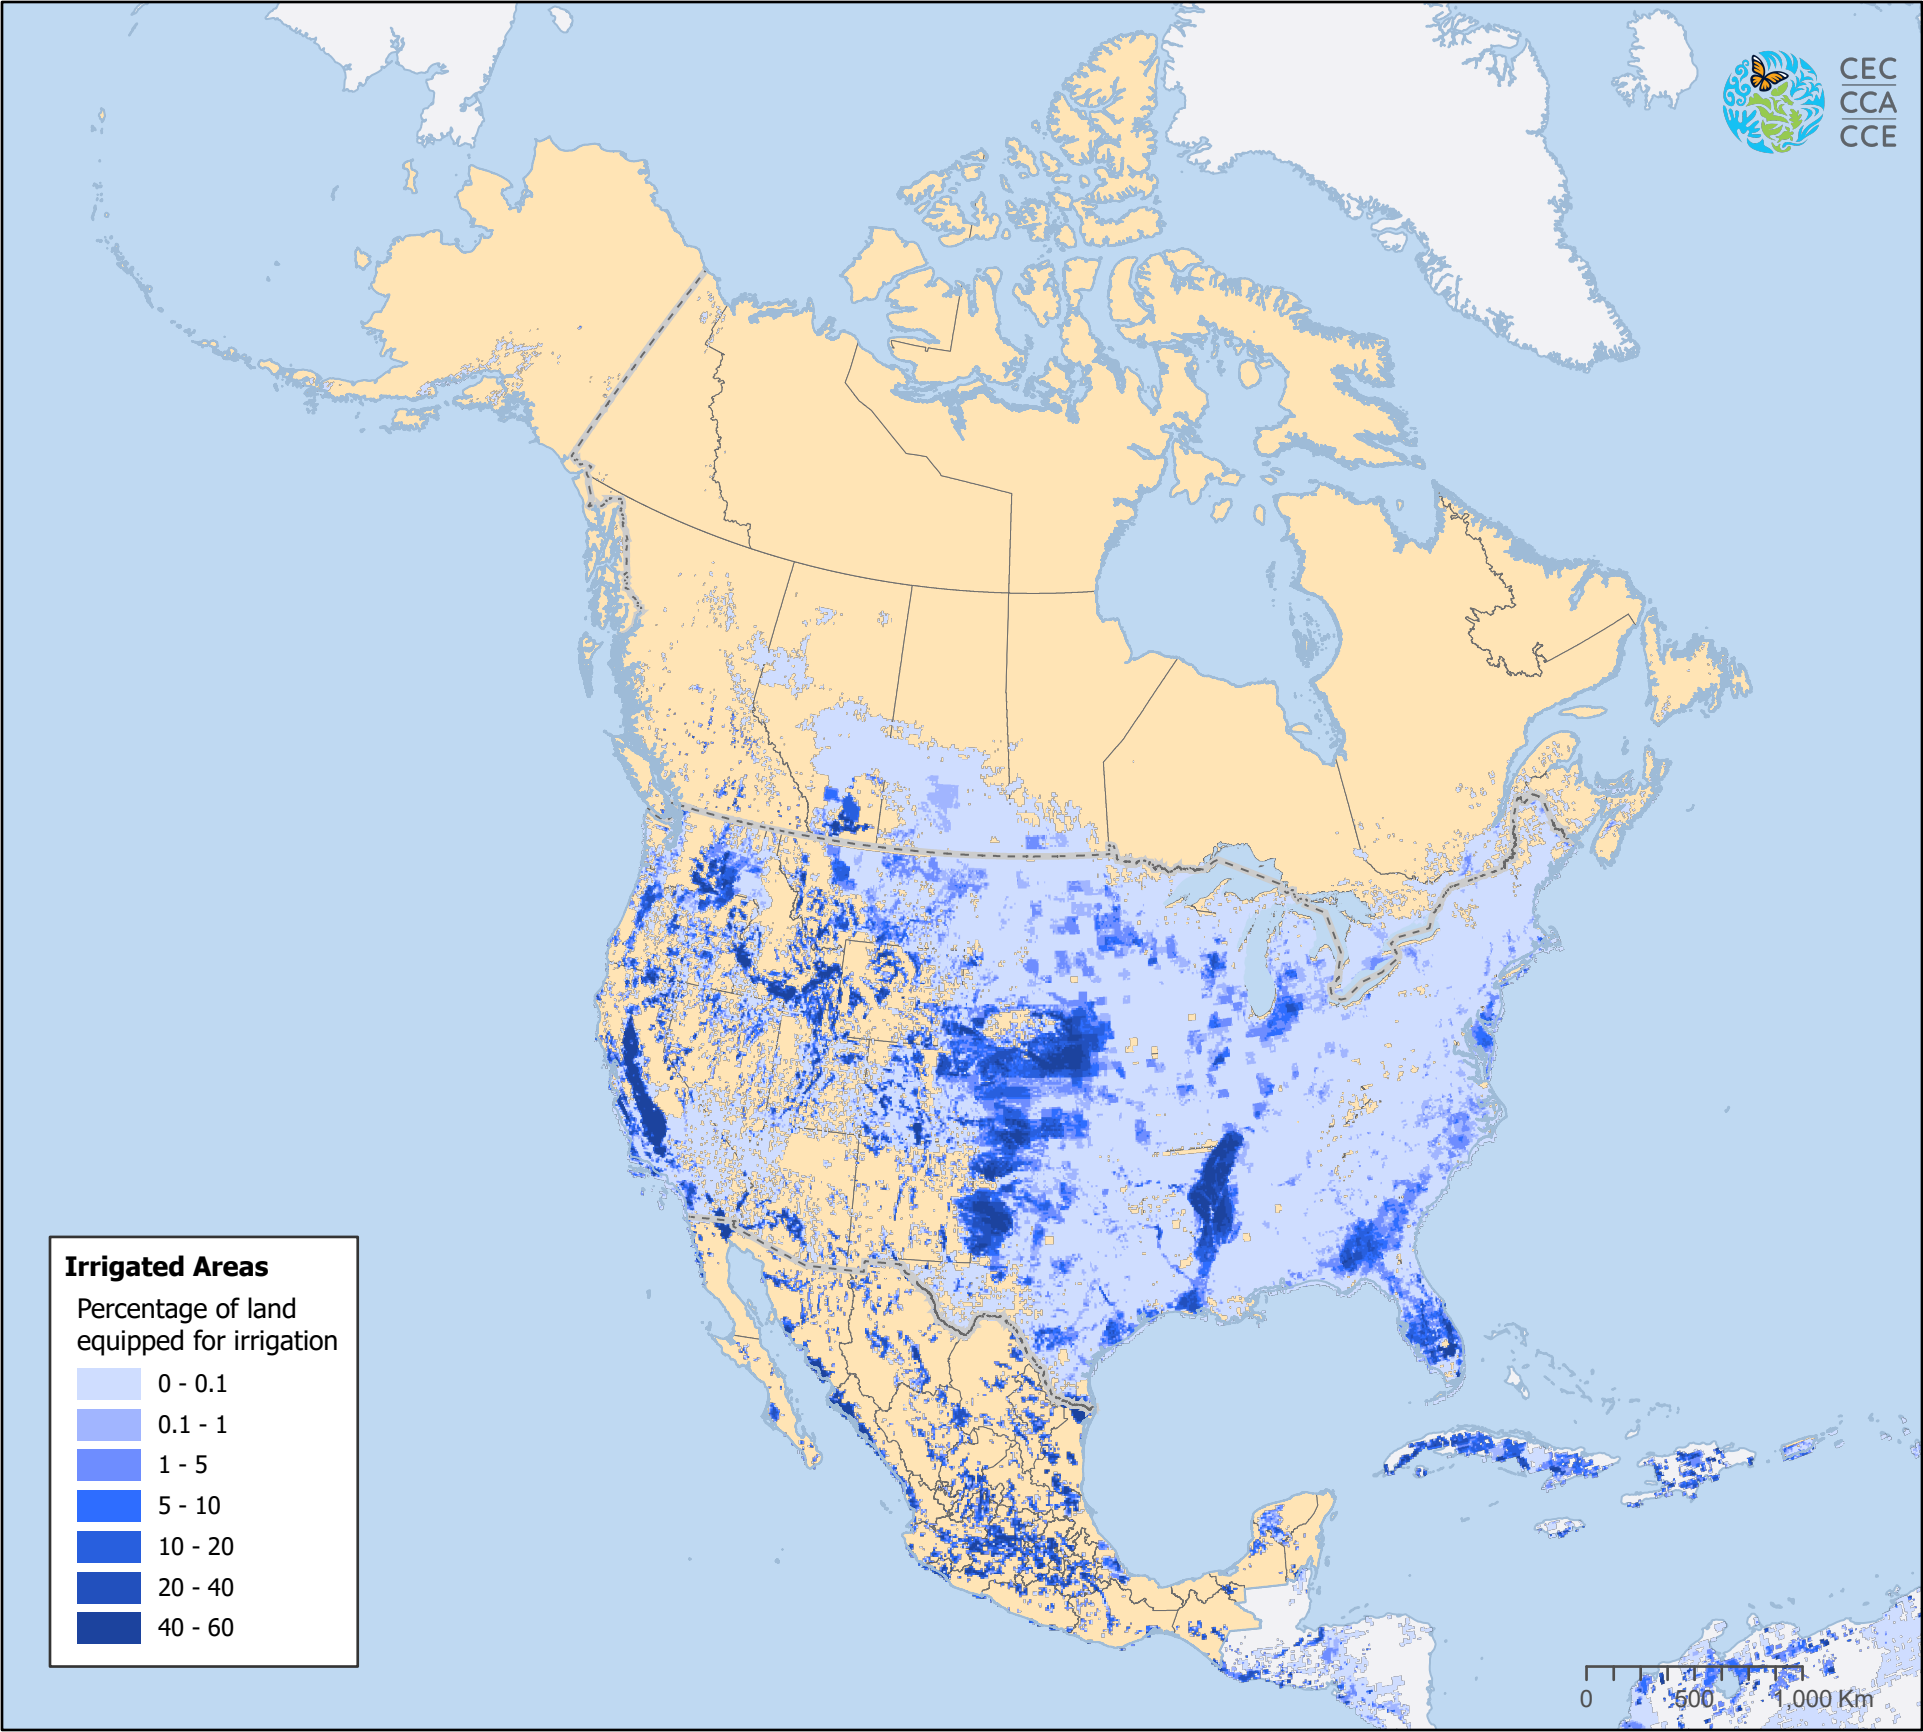 CEC
CCA
CCE
Irrigated Areas
Percentage of land
equipped for irrigation
0 - 0.1
0.1 - 1
1 - 5
5 - 10
10 - 20
20 - 40
40 - 60
0 500 1,000 Km